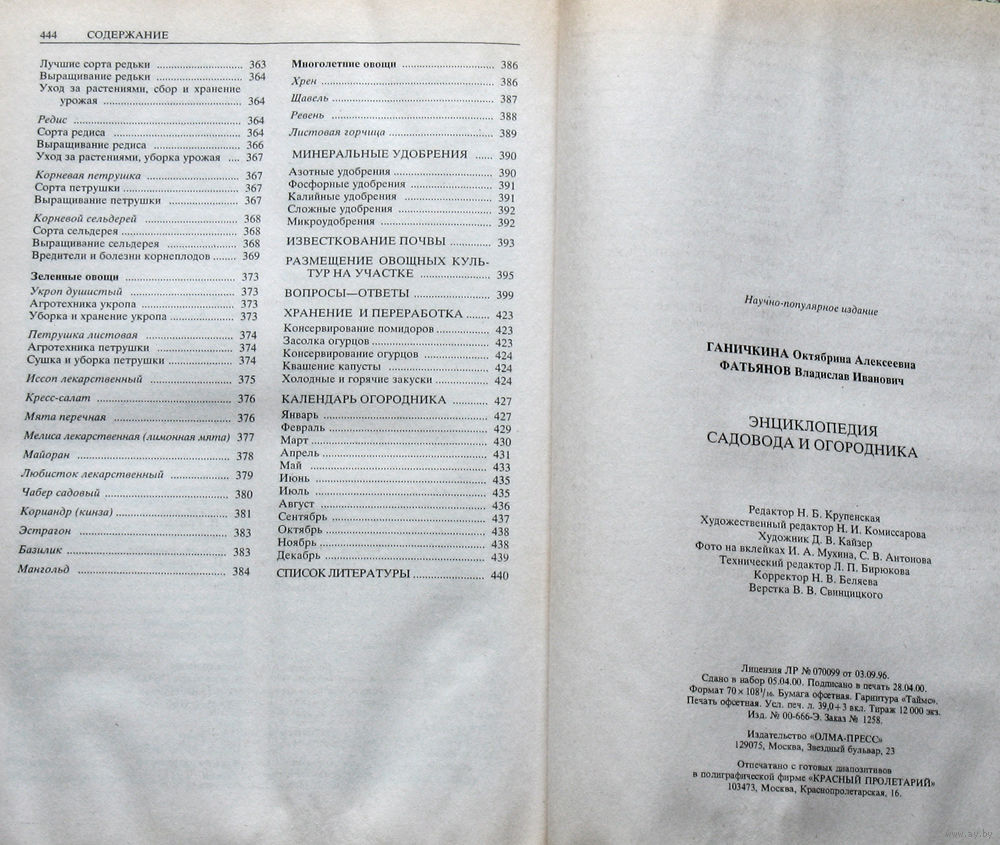 444 СОДЕРЖАНИЕ
Лучшие сорта редьки 363
Выращивание редьки 364
Уход за растениями, сбор и хранение
урожая 364
Редис 364
Сорта редиса 364
Выращивание редиса 366
Уход за растениями, уборка урожая 367
Корневая петрушка 367
Сорта петрушки 367
Выращивание петрушки 367
Корневой сельдерей 368
Сорта сельдерея 368
Выращивание сельдерея 368
Вредители и болезни корнеплодов 369
Зеленные овощи 373
Укроп душистый 373
Агротехника укропа 373
Уборка и хранение укропа 373
Петрушка листовая 374
Агротехника петрушки 374
Сушка и уборка петрушки 374
Иссоп лекарственный 375
Кресс-салат 376
Мята перечная 376
Мелиса лекарственная (лимонная мята) 377
Майоран 378
Любисток лекарственный 379
Чабер садовый 380
Кориандр (кинза) 381
Эстрагон 383
Базилик 383
Мангольд 384
Многолетние овощи 386
Хрен 386
Щавель 387
Ревень 388
Листовая горчица 389
МИНЕРАЛЬНЫЕ УДОБРЕНИЯ 390
Азотные удобрения 390
Фосфорные удобрения 391
Калийные удобрения 391
Сложные удобрения 392
Микроудобрения 392
ИЗВЕСТКОВАНИЕ ПОЧВЫ 393
РАЗМЕЩЕНИЕ ОВОЩНЫХ КУЛЬ-
ТУР НА УЧАСТКЕ 395
ВОПРОСЫ—ОТВЕТЫ 399
ХРАНЕНИЕ И ПЕРЕРАБОТКА 423
Консервирование помидоров 423
Засолка огурцов 423
Консервирование огурцов 424
Квашение капусты 424
Холодные и горячие закуски 424
КАЛЕНДАРЬ ОГОРОДНИКА 427
Январь 427
Февраль 429
Март 430
Апрель 431
Май 433
Июнь 435
Июль 435
Август 436
Сентябрь 437
Октябрь 438
Ноябрь 438
Декабрь 439
СПИСОК ЛИТЕРАТУРЫ 440
Научно-популярное издание
ГАНИЧКИНА Октябрина Алексеевна
ФАТЬЯНОВ Владислав Иванович
ЭНЦИКЛОПЕДИЯ
САДОВОДА И ОГОРОДНИКА
Редактор Н. Б. Крупенская
Художественный редактор Н. И. Комиссарова
Художник Д. В. Кайзер
Фото на вклейках И. А. Мухина, С. В. Антонова
Технический редактор Л. П. Бирюкова
Корректор Н. В. Беляева
Верстка В. В. Свинцицкого
Лицензия ЛР № 070099 от 03.09.96.
Сдано в набор 05.04.00. Подписано в печать 28.04.00.
Формат 70 × 108¹/₁₆. Бумага офсетная. Гарнитура «Таймс».
Печать офсетная. Усл. печ. л. 39,0+3 вкл. Тираж 12 000 экз.
Изд. № 00-666-Э. Заказ № 1258.
Издательство «ОЛМА-ПРЕСС»
129075, Москва, Звездный бульвар, 23
Отпечатано с готовых диапозитивов
в полиграфической фирме «КРАСНЫЙ ПРОЛЕТАРИЙ»
103473, Москва, Краснопролетарская, 16.
www.ay.by